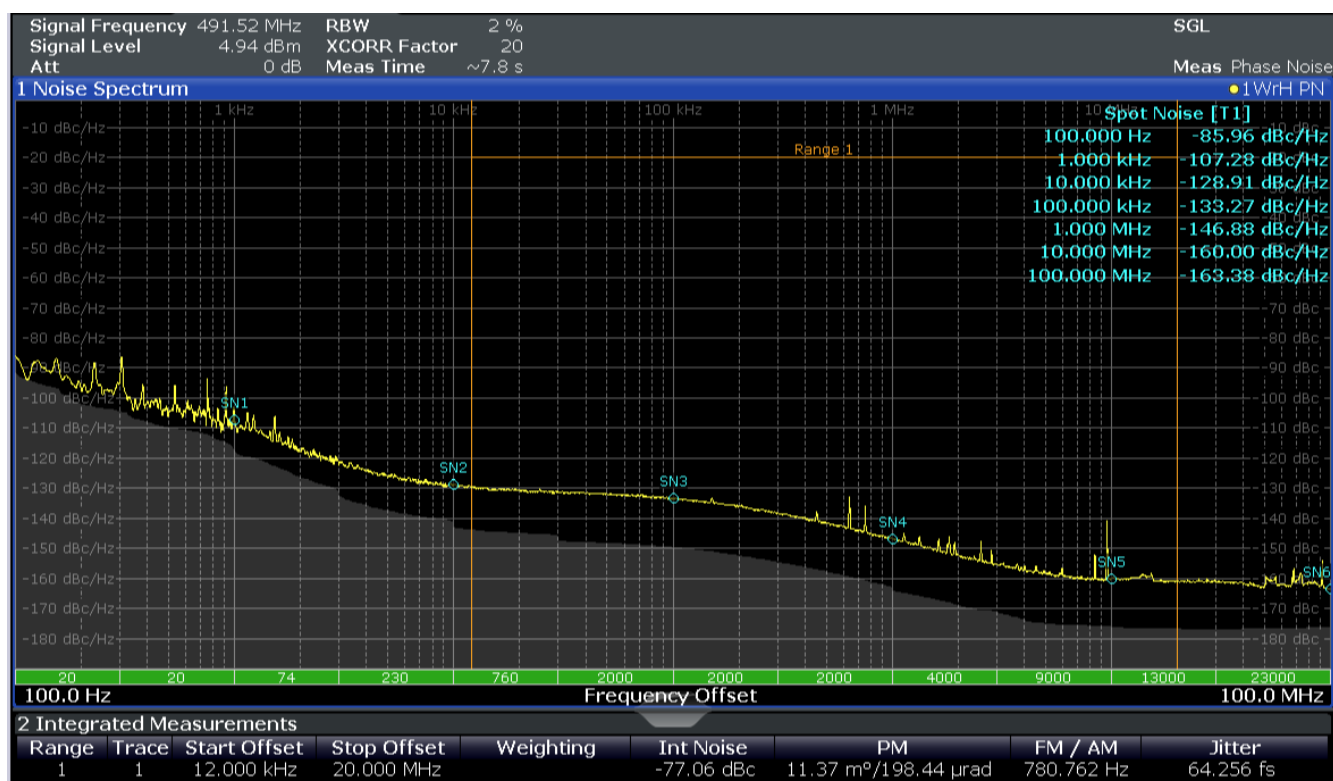 Signal Frequency 491.52 MHz RBW 2 % SGL
Signal Level 4.94 dBm XCORR Factor 20
Att 0 dB Meas Time ~7.8 s Meas Phase Noise
1 Noise Spectrum 1WrH PN
1 kHz 10 kHz 100 kHz 1 MHz 10 MHz
Spot Noise [T1]
-10 dBc/Hz
100.000 Hz -85.96 dBc/Hz
-20 dBc/Hz Range 1 1.000 kHz -107.28 dBc/Hz
-30 dBc/Hz 10.000 kHz -128.91 dBc/Hz
-40 dBc/Hz 100.000 kHz -133.27 dBc/Hz
-50 dBc/Hz 1.000 MHz -146.88 dBc/Hz
-60 dBc/Hz 10.000 MHz -160.00 dBc/Hz
100.000 MHz -163.38 dBc/Hz
-70 dBc/Hz -70 dBc
-80 dBc/Hz -80 dBc
-90 dBc
-100 dBc/Hz SN1 -100 dBc
-110 dBc/Hz -110 dBc
-120 dBc/Hz SN2 -120 dBc
-130 dBc/Hz SN3 -130 dBc
-140 dBc/Hz SN4 -140 dBc
-150 dBc/Hz SN5 -150 dBc
-160 dBc/Hz SN6
-170 dBc/Hz -170 dBc
-180 dBc/Hz -180 dBc
20 20 74 230 760 2000 2000 2000 4000 9000 13000 23000
100.0 Hz Frequency Offset 100.0 MHz
2 Integrated Measurements
Range Trace Start Offset Stop Offset Weighting Int Noise PM FM / AM Jitter
1 1 12.000 kHz 20.000 MHz -77.06 dBc 11.37 m°/198.44 µrad 780.762 Hz 64.256 fs